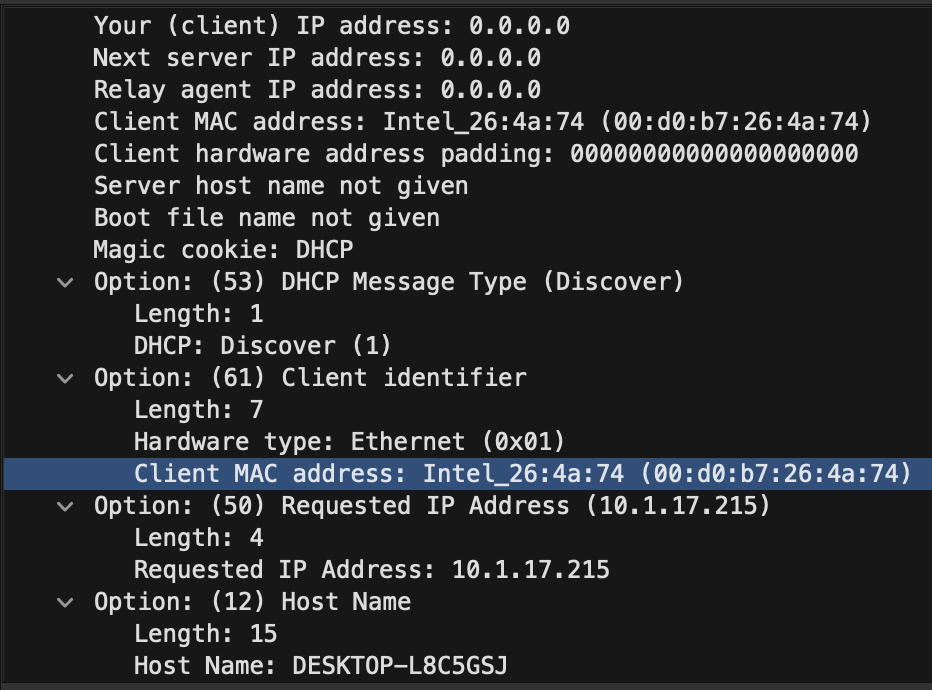 Your (client) IP address: 0.0.0.0
Next server IP address: 0.0.0.0
Relay agent IP address: 0.0.0.0
Client MAC address: Intel_26:4a:74 (00:d0:b7:26:4a:74)
Client hardware address padding: 00000000000000000000
Server host name not given
Boot file name not given
Magic cookie: DHCP
Option: (53) DHCP Message Type (Discover)
Length: 1
DHCP: Discover (1)
Option: (61) Client identifier
Length: 7
Hardware type: Ethernet (0x01)
Client MAC address: Intel_26:4a:74 (00:d0:b7:26:4a:74)
Option: (50) Requested IP Address (10.1.17.215)
Length: 4
Requested IP Address: 10.1.17.215
Option: (12) Host Name
Length: 15
Host Name: DESKTOP-L8C5GSJ